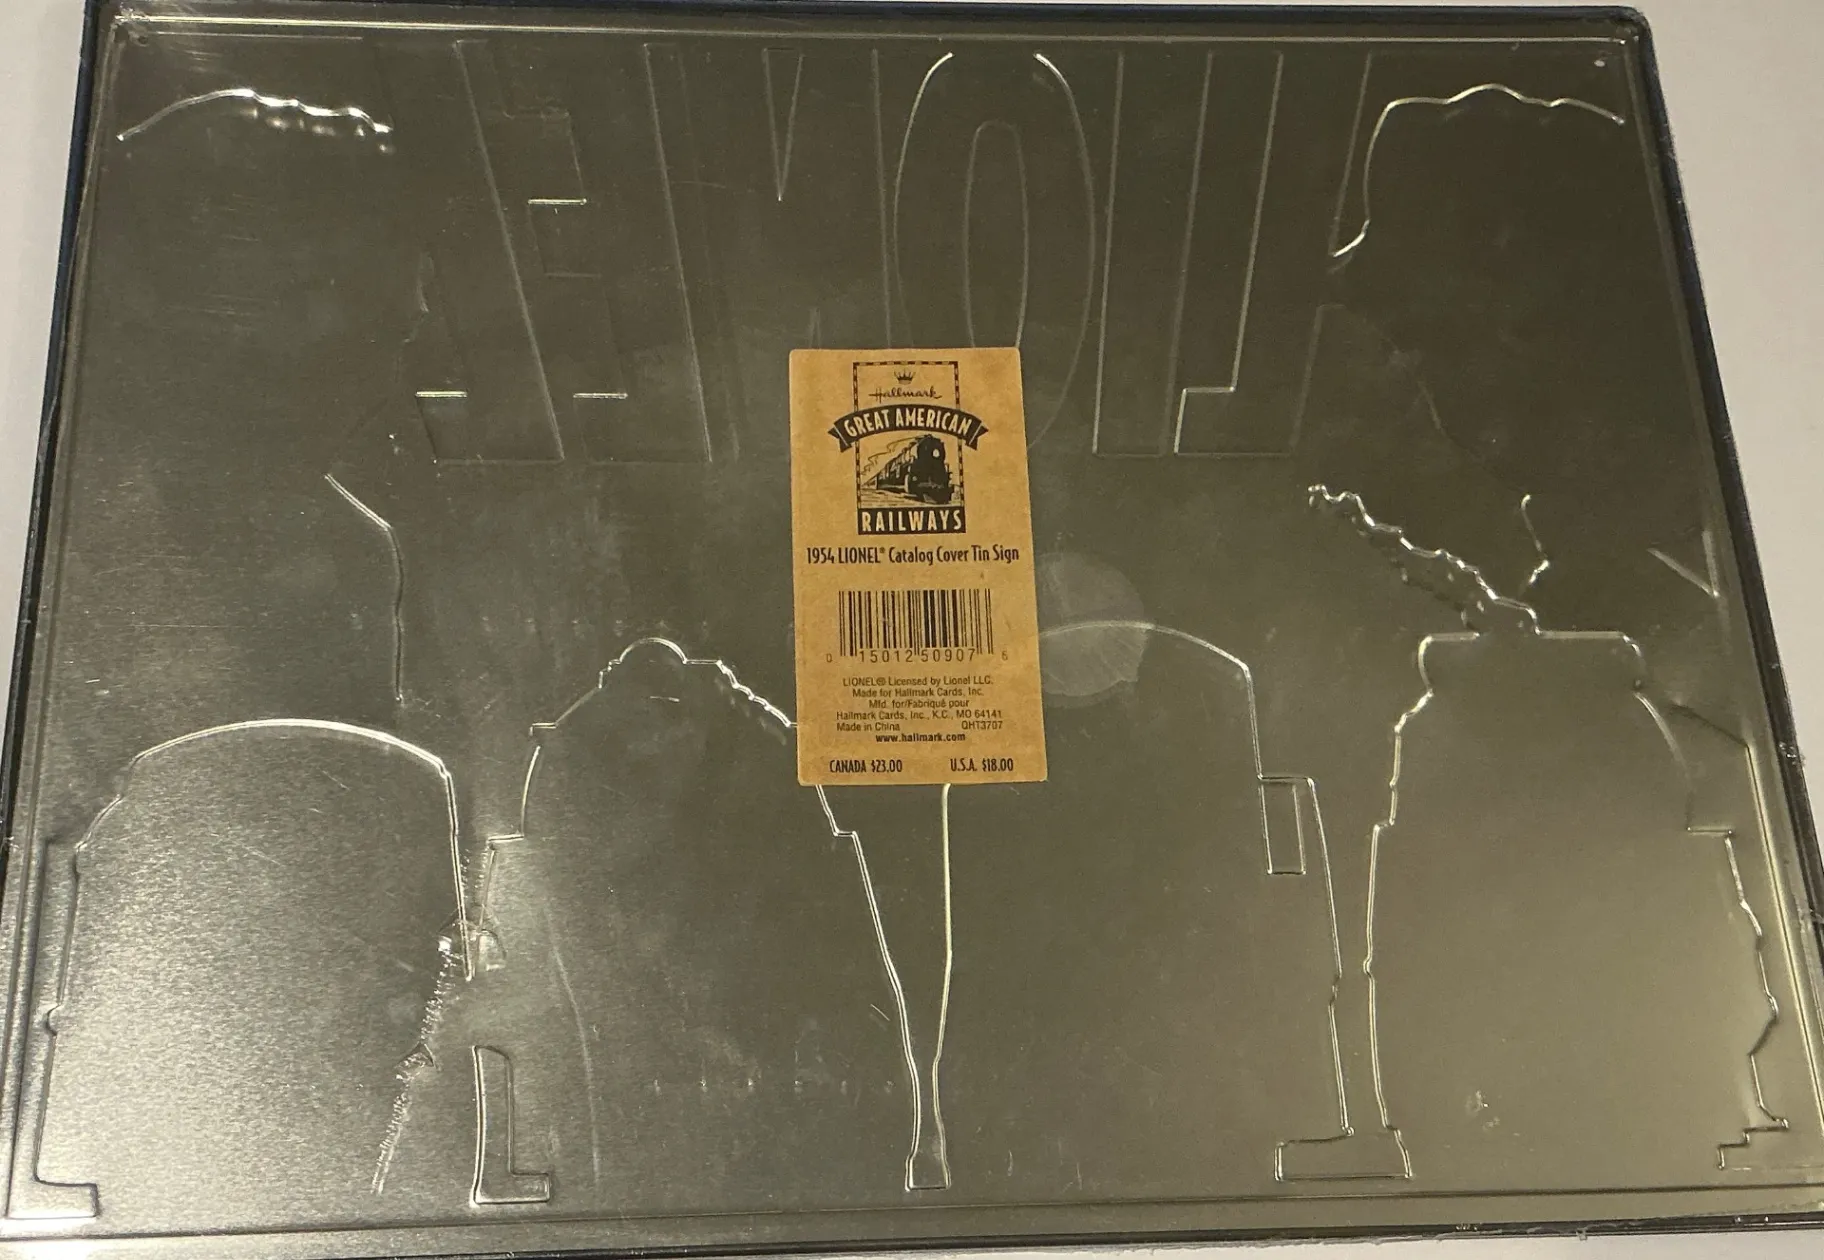 LIONEL
Hallmark
GREAT AMERICAN
RAILWAYS
1954 LIONEL® Catalog Cover Tin Sign
0 15012 50907 6
LIONEL® Licensed by Lionel LLC.
Made for Hallmark Cards, Inc.
Mfd. for/Fabriqué pour
Hallmark Cards, Inc., K.C., MO 64141
Made in China QHT3707
www.hallmark.com
CANADA $23.00 U.S.A. $18.00